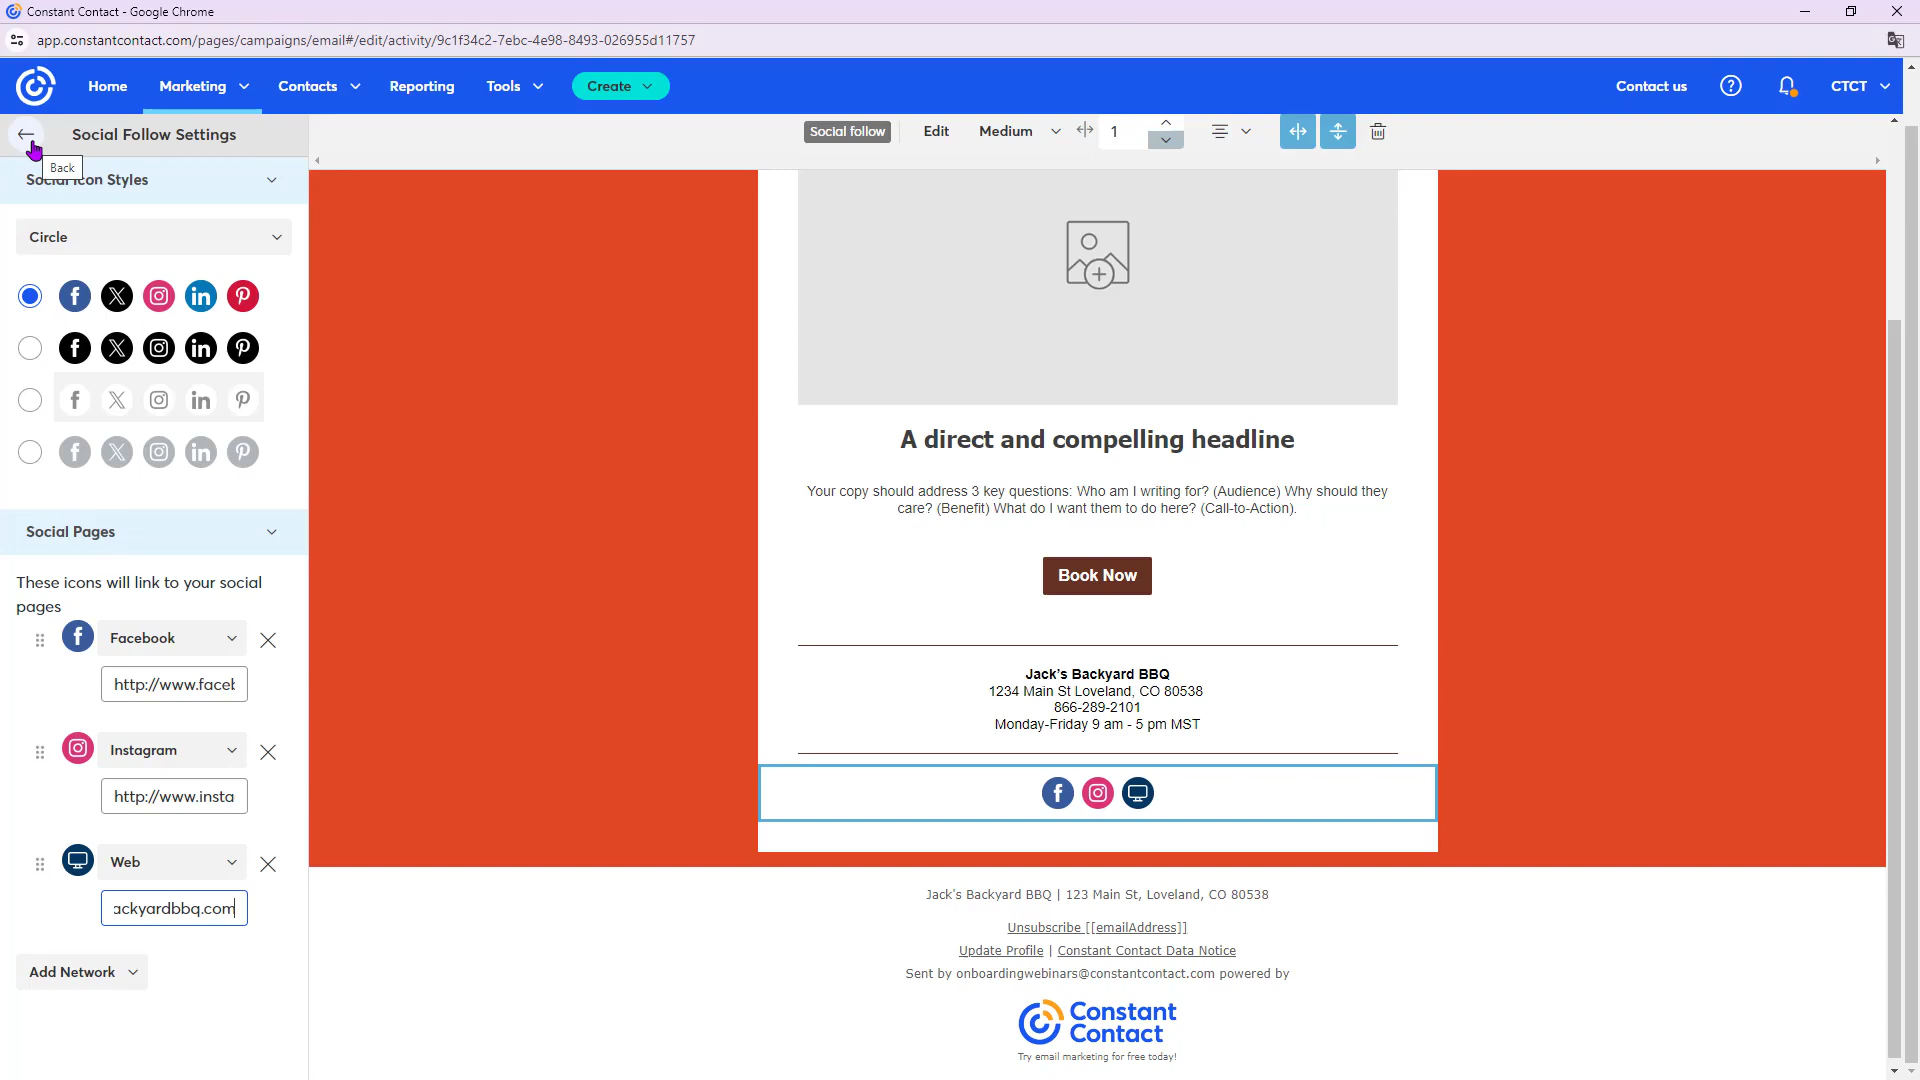 Constant Contact - Google Chrome
app.constantcontact.com/pages/campaigns/email#/edit/activity/9c1f34c2-7ebc-4e98-8493-026955d11757
Home
Marketing
Contacts
Reporting
Tools
Create
Contact us
CTCT
Social Follow Settings
Back
Social Icon Styles
Circle
Social Pages
These icons will link to your social
pages
Facebook
http://www.facet
Instagram
http://www.insta
Web
ackyardbbq.com
Add Network
Social follow
Edit
Medium
1
A direct and compelling headline
Your copy should address 3 key questions: Who am I writing for? (Audience) Why should they
care? (Benefit) What do I want them to do here? (Call-to-Action).
Book Now
Jack's Backyard BBQ
1234 Main St Loveland, CO 80538
866-289-2101
Monday-Friday 9 am - 5 pm MST
Jack's Backyard BBQ | 123 Main St, Loveland, CO 80538
Unsubscribe [[emailAddress]]
Update Profile | Constant Contact Data Notice
Sent by onboardingwebinars@constantcontact.com powered by
Constant
Contact
Try email marketing for free today!